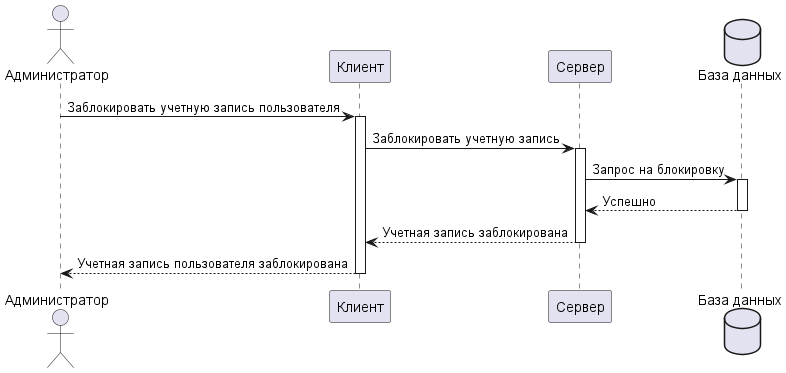 Администратор
Клиент
Сервер
База данных
Заблокировать учетную запись пользователя
Заблокировать учетную запись
Запрос на блокировку
Успешно
Учетная запись заблокирована
Учетная запись пользователя заблокирована
Администратор
Клиент
Сервер
База данных